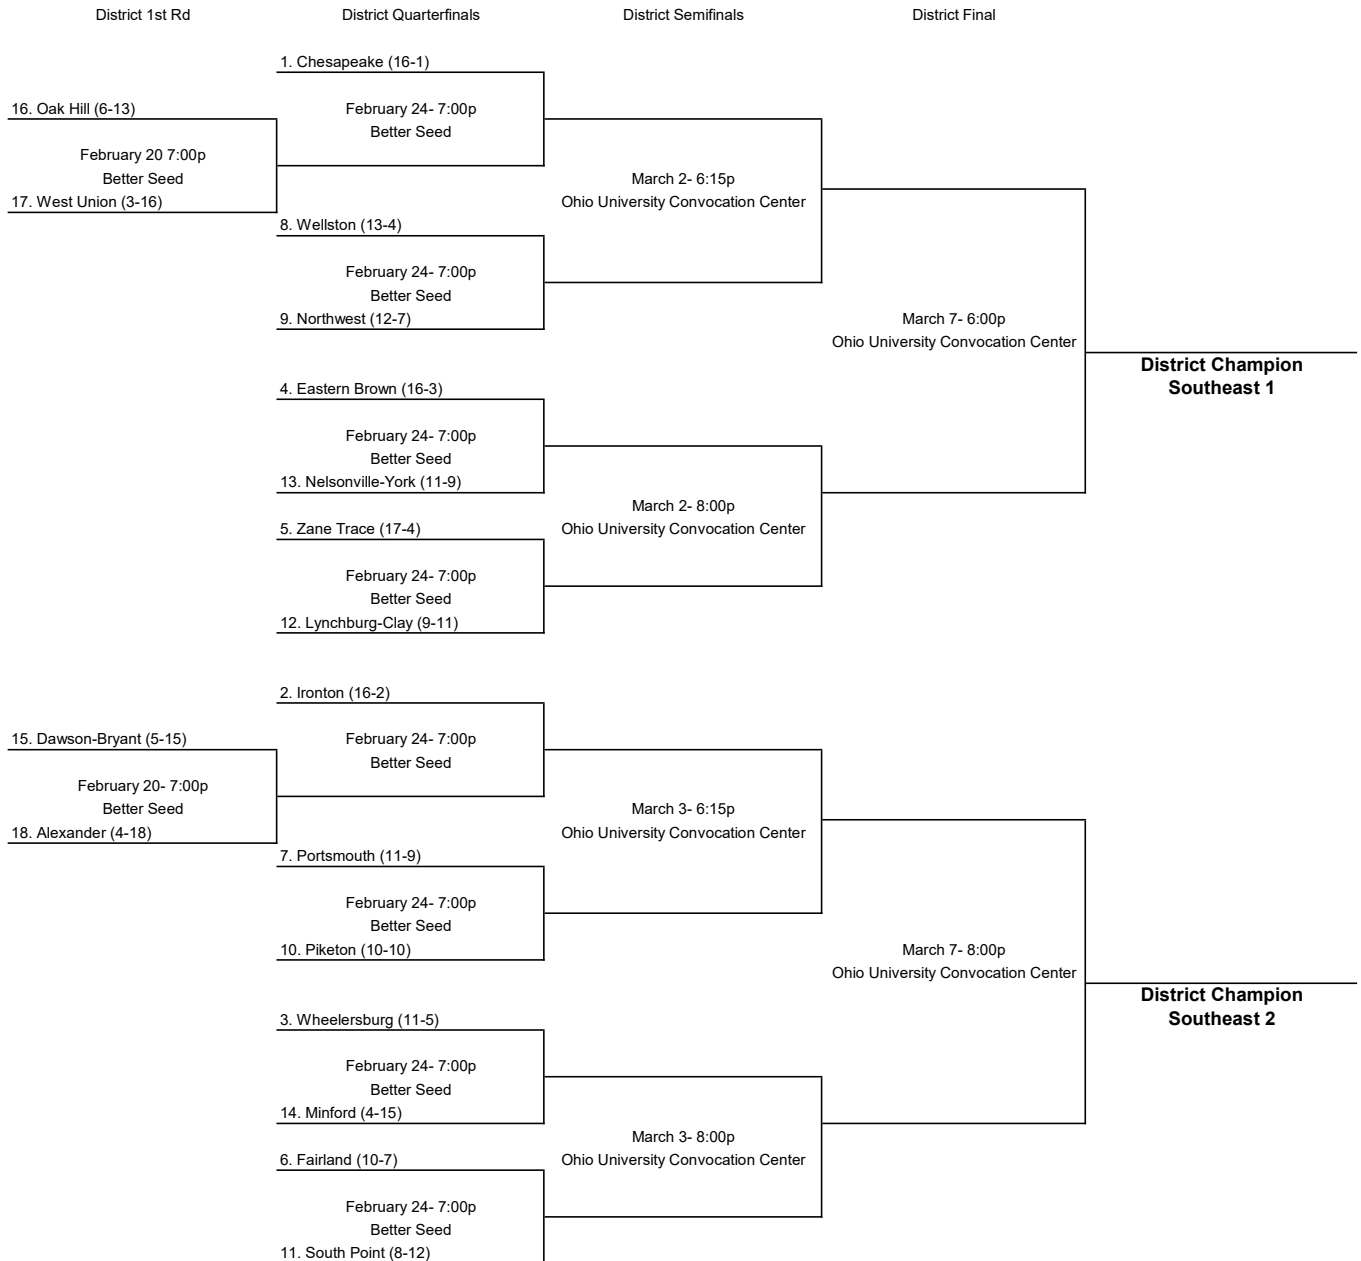 District 1st Rd
District Quarterfinals
District Semifinals
District Final
1. Chesapeake (16-1)
16. Oak Hill (6-13)
February 24- 7:00p
Better Seed
February 20 7:00p
Better Seed
17. West Union (3-16)
March 2- 6:15p
Ohio University Convocation Center
8. Wellston (13-4)
February 24- 7:00p
Better Seed
9. Northwest (12-7)
March 7- 6:00p
Ohio University Convocation Center
District Champion
Southeast 1
4. Eastern Brown (16-3)
February 24- 7:00p
Better Seed
13. Nelsonville-York (11-9)
March 2- 8:00p
Ohio University Convocation Center
5. Zane Trace (17-4)
February 24- 7:00p
Better Seed
12. Lynchburg-Clay (9-11)
2. Ironton (16-2)
15. Dawson-Bryant (5-15)
February 24- 7:00p
Better Seed
February 20- 7:00p
Better Seed
18. Alexander (4-18)
March 3- 6:15p
Ohio University Convocation Center
7. Portsmouth (11-9)
February 24- 7:00p
Better Seed
10. Piketon (10-10)
March 7- 8:00p
Ohio University Convocation Center
District Champion
Southeast 2
3. Wheelersburg (11-5)
February 24- 7:00p
Better Seed
14. Minford (4-15)
March 3- 8:00p
Ohio University Convocation Center
6. Fairland (10-7)
February 24- 7:00p
Better Seed
11. South Point (8-12)